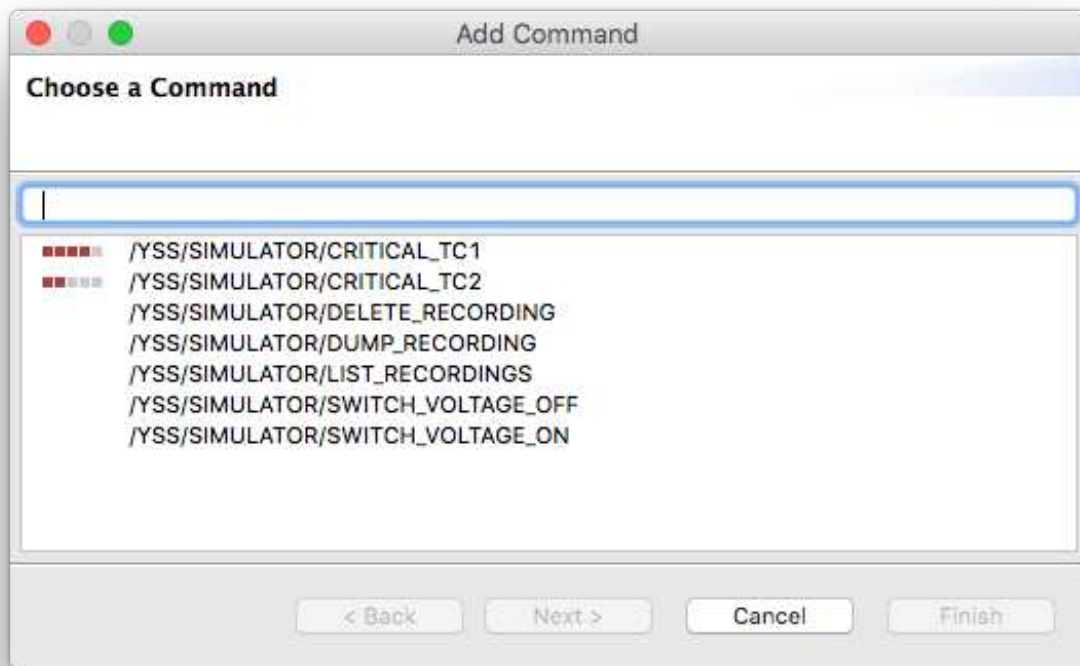 Add Command
Choose a Command
/YSS/SIMULATOR/CRITICAL_TC1
/YSS/SIMULATOR/CRITICAL_TC2
/YSS/SIMULATOR/DELETE_RECORDING
/YSS/SIMULATOR/DUMP_RECORDING
/YSS/SIMULATOR/LIST_RECORDINGS
/YSS/SIMULATOR/SWITCH_VOLTAGE_OFF
/YSS/SIMULATOR/SWITCH_VOLTAGE_ON
< Back Next > Cancel Finish